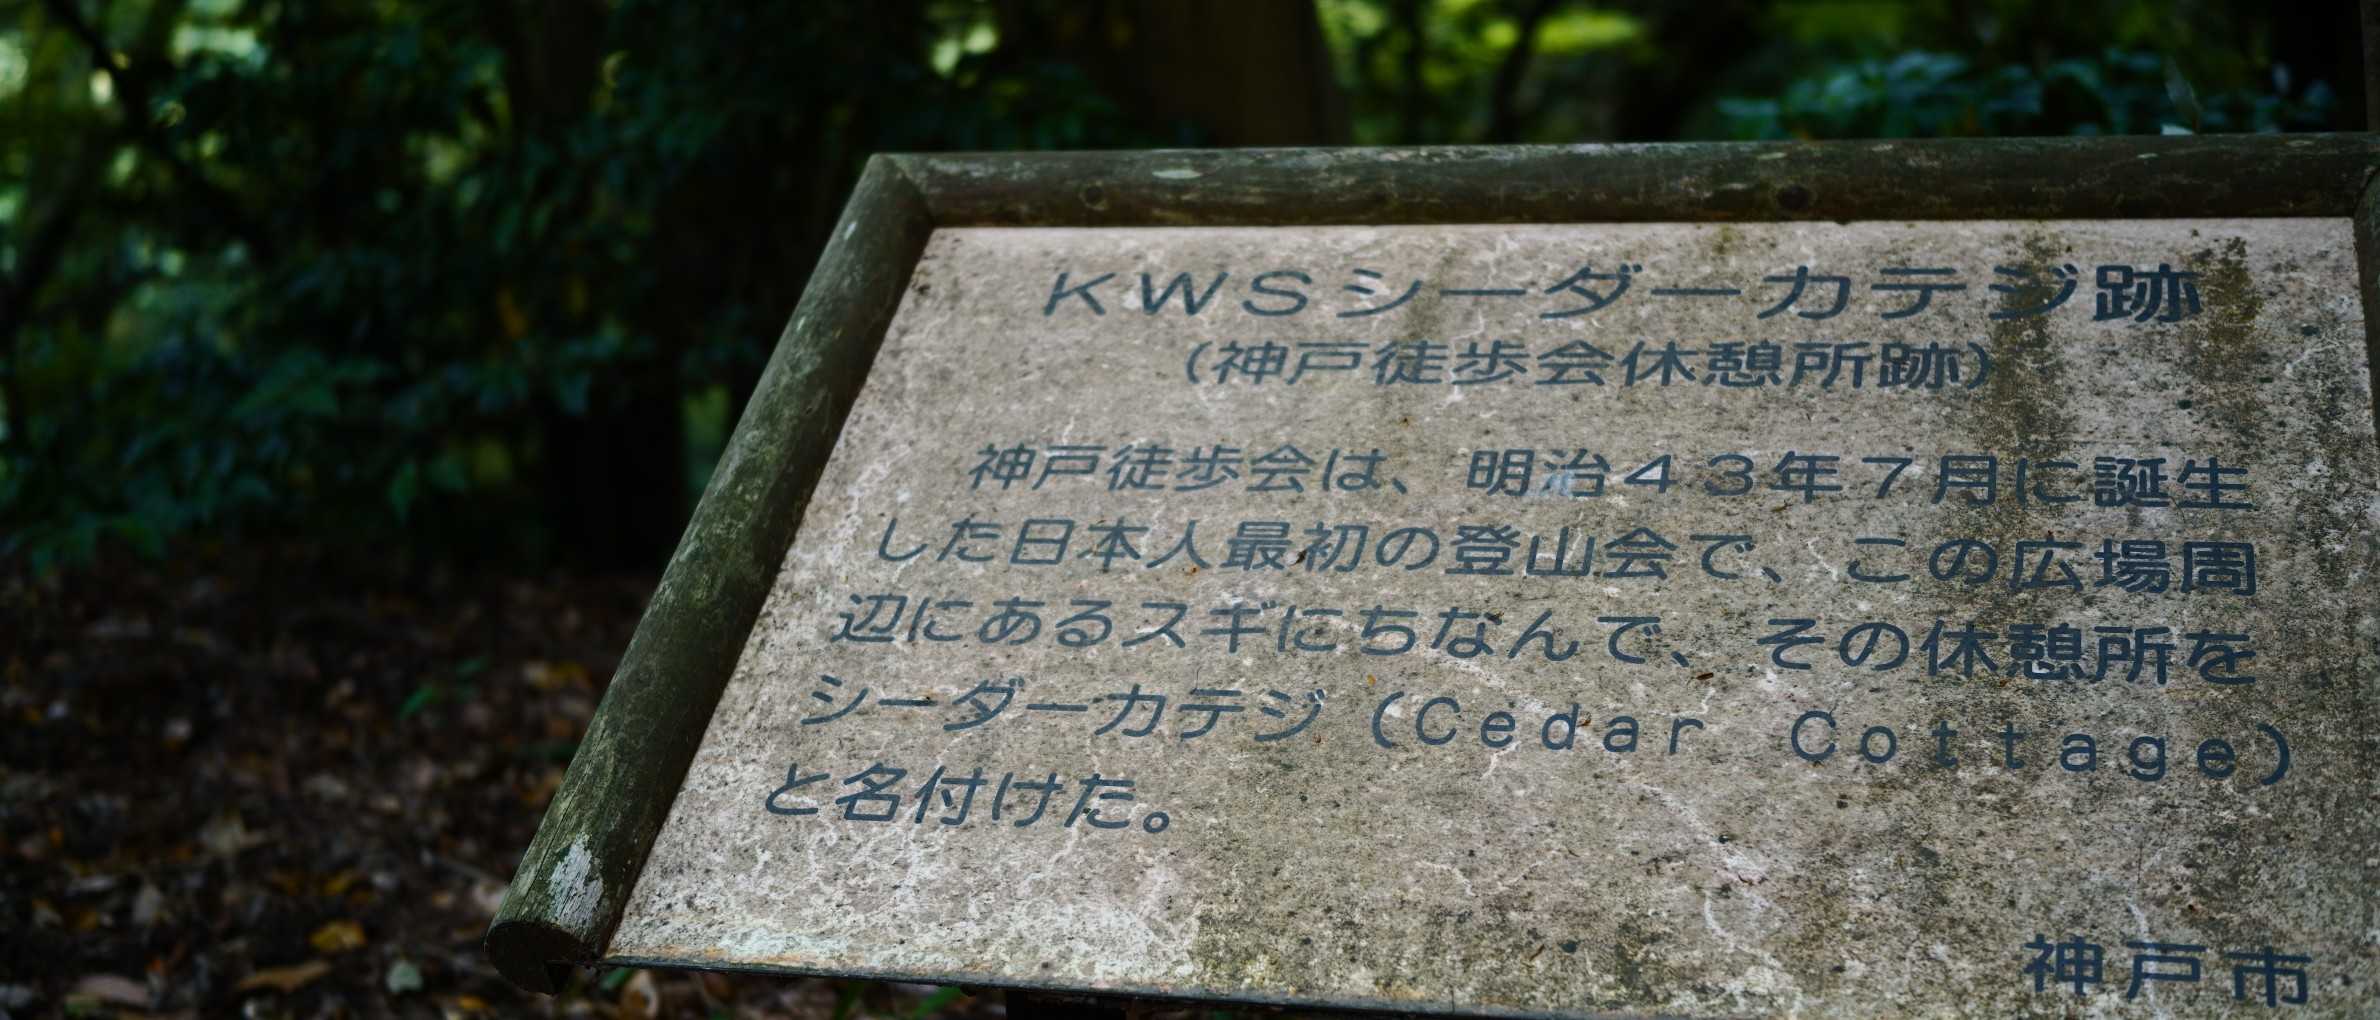 KWSシーダーカテジ跡
(神戸徒歩会休憩所跡)
神戸徒歩会は、明治43年7月に誕生
した日本人最初の登山会で、この広場周
辺にあるスギにちなんで、その休憩所を
シーダーカテジ(Cedar Cottage)
と名付けた。
神戸市